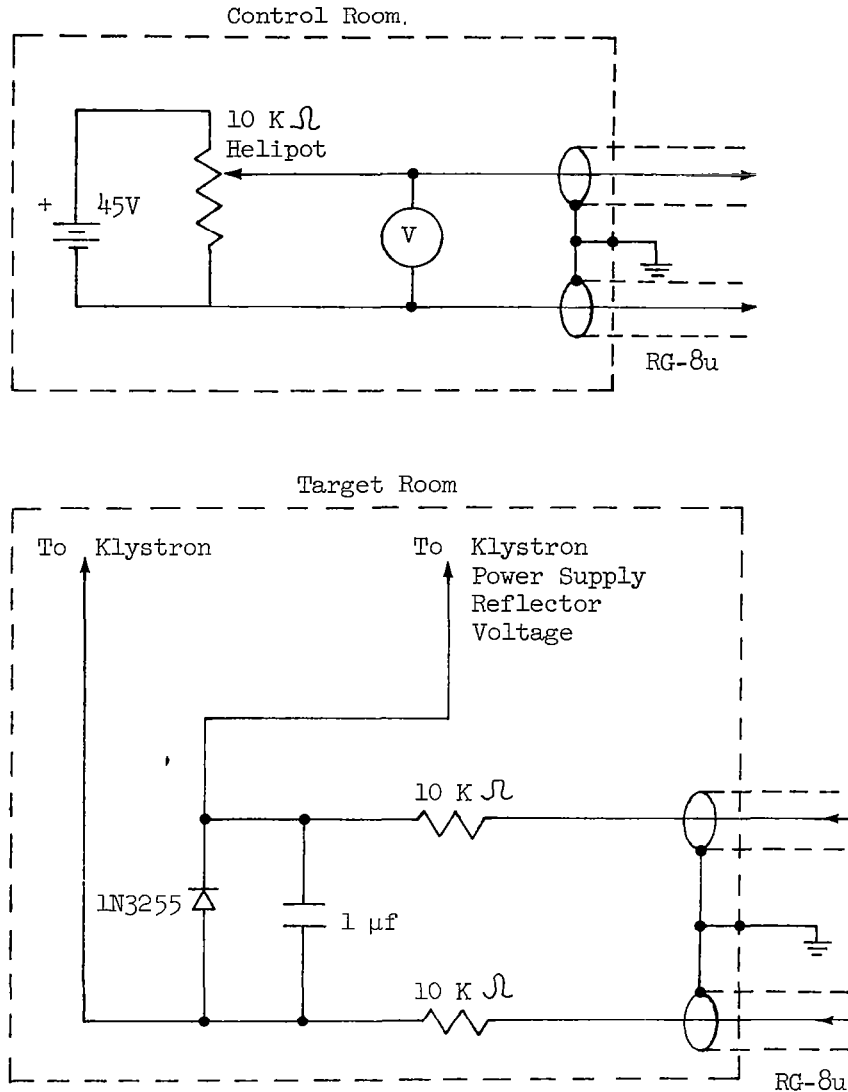 Control Room.
10 K Ω
Helipot
+ 45V
V
RG-8u
Target Room
To Klystron
To Klystron
Power Supply
Reflector
Voltage
10 K Ω
1N3255
1 μf
10 K Ω
RG-8u